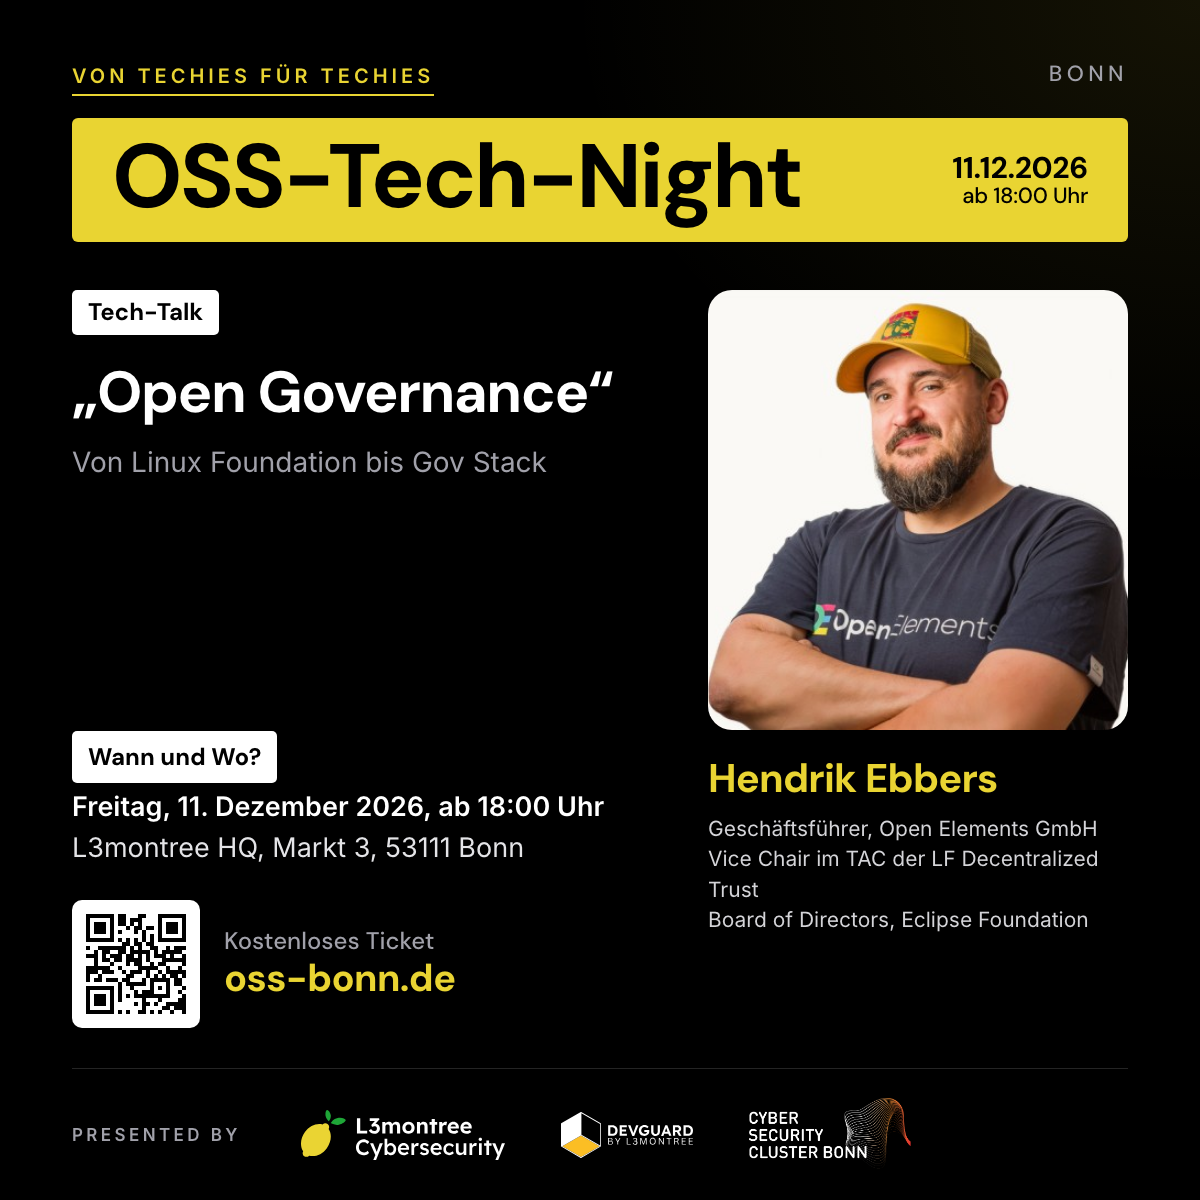 VON TECHIES FÜR TECHIES
BONN
OSS-Tech-Night
11.12.2026
ab 18:00 Uhr
Tech-Talk
„Open Governance“
Von Linux Foundation bis Gov Stack
OpenElements
Wann und Wo?
Freitag, 11. Dezember 2026, ab 18:00 Uhr
L3montree HQ, Markt 3, 53111 Bonn
Kostenloses Ticket
oss-bonn.de
Hendrik Ebbers
Geschäftsführer, Open Elements GmbH
Vice Chair im TAC der LF Decentralized
Trust
Board of Directors, Eclipse Foundation
PRESENTED BY
L3montree
Cybersecurity
DEVGUARD
BY L3MONTREE
CYBER
SECURITY
CLUSTER BONN